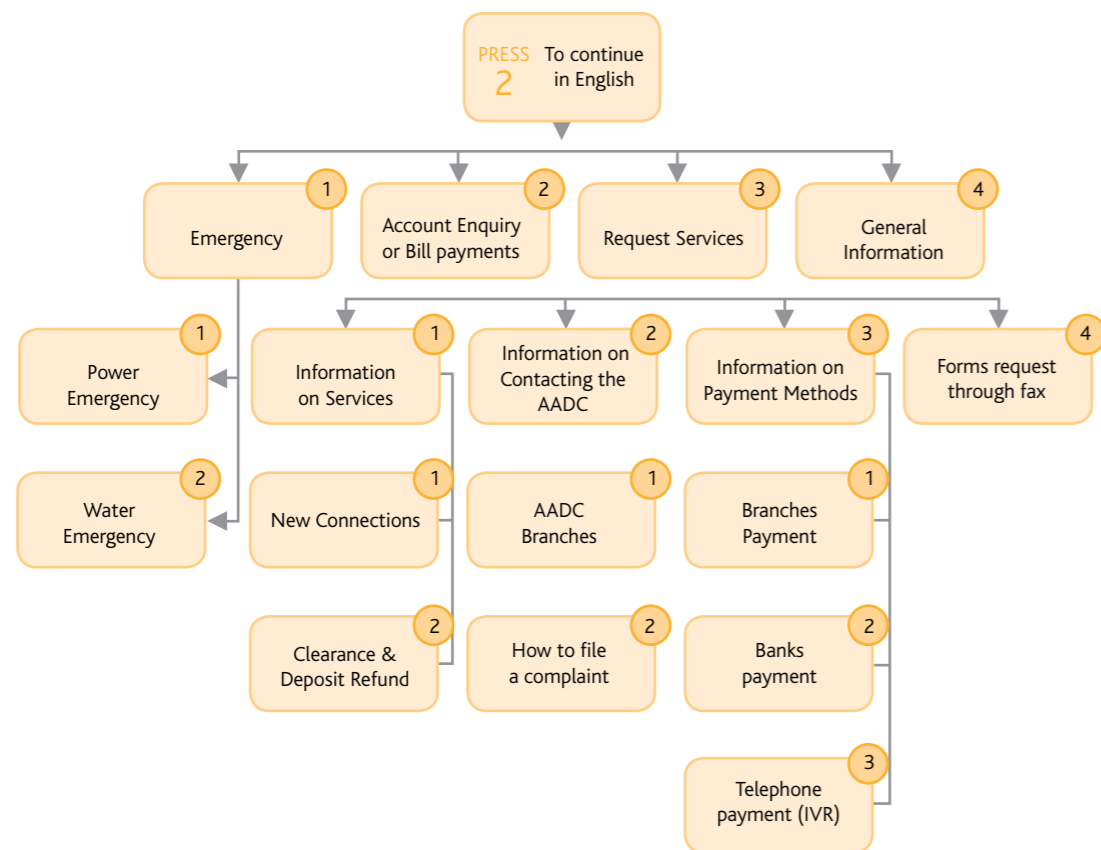 PRESS
2
To continue
in English
1
Emergency
2
Account Enquiry
or Bill payments
3
Request Services
4
General
Information
1
Power
Emergency
2
Water
Emergency
1
Information
on Services
1
New Connections
2
Clearance &
Deposit Refund
2
Information on
Contacting the
AADC
1
AADC
Branches
2
How to file
a complaint
3
Information on
Payment Methods
1
Branches
Payment
2
Banks
payment
3
Telephone
payment (IVR)
4
Forms request
through fax